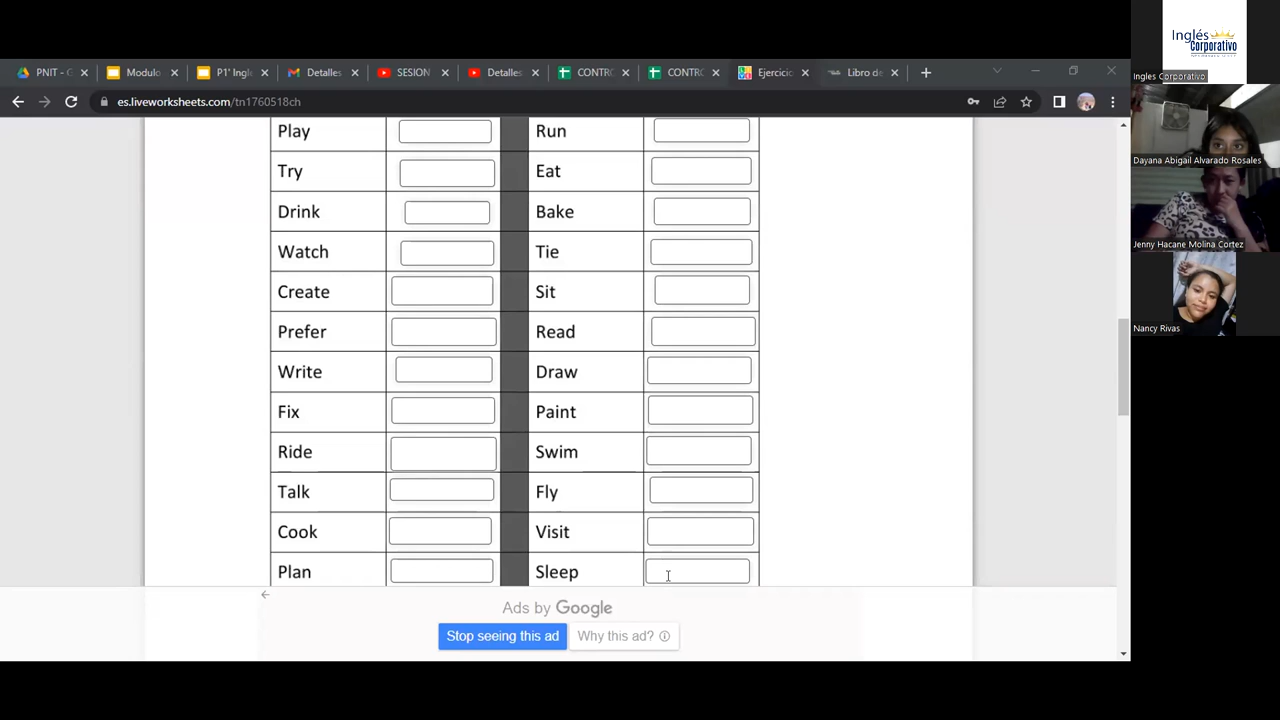 Inglés
Corporativo
PNIT - G
Modulo
P1' Ingl
Detalles
SESION
Detalles
CONTRO
CONTRO
Ejercicio
Libro de
es.liveworksheets.com/tn1760518ch
Ingles Corporativo
Dayana Abigail Alvarado Rosales
Jenny Hacane Molina Cortez
Nancy Rivas
Play Run
Try Eat
Drink Bake
Watch Tie
Create Sit
Prefer Read
Write Draw
Fix Paint
Ride Swim
Talk Fly
Cook Visit
Plan Sleep
Ads by Google
Stop seeing this ad Why this ad?